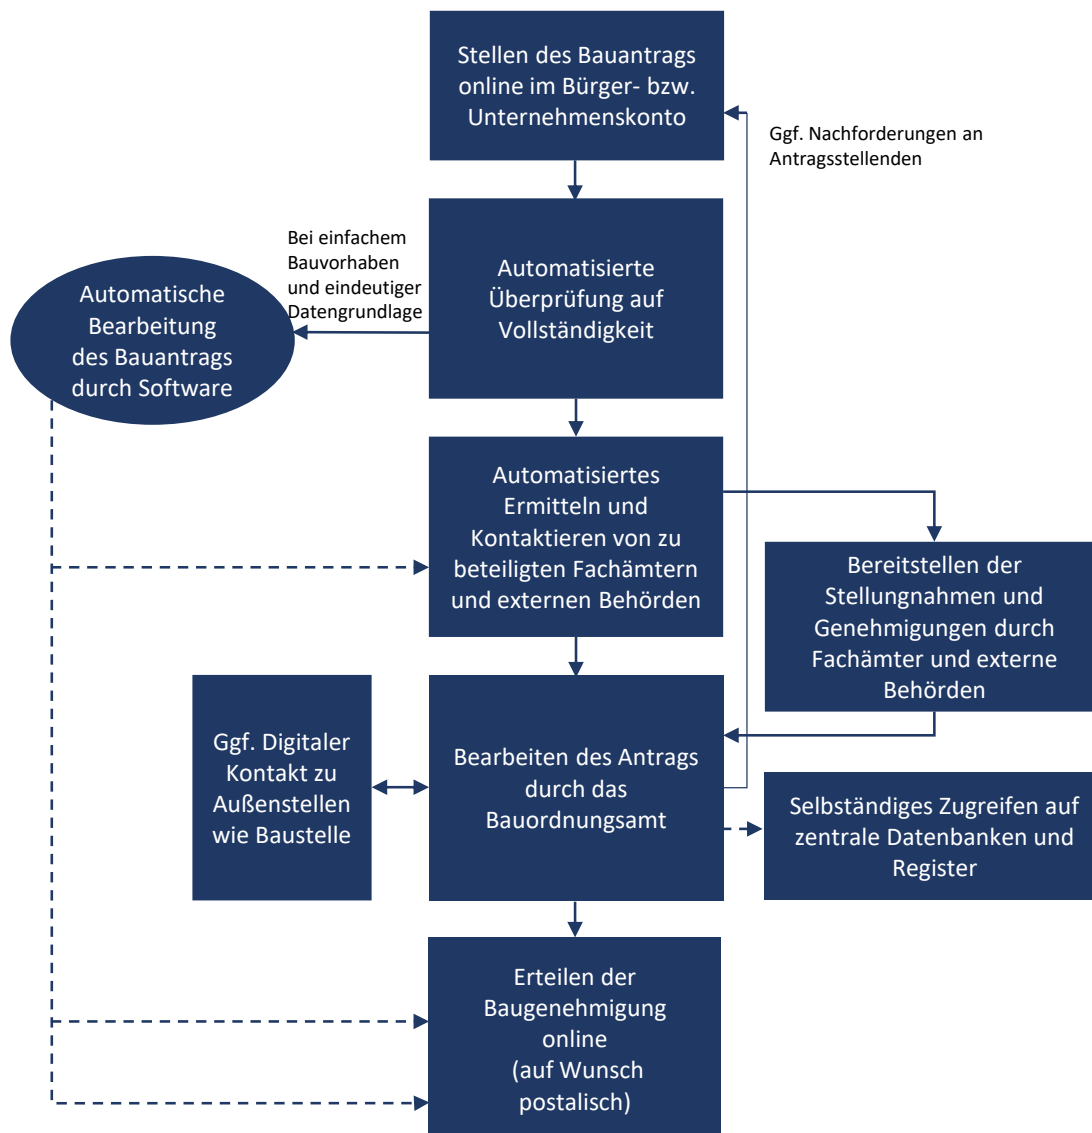 Stellen des Bauantrags
online im Bürger- bzw.
Unternehmenskonto
Ggf. Nachforderungen an
Antragsstellenden
Bei einfachem
Bauvorhaben
und eindeutiger
Datengrundlage
Automatisierte
Überprüfung auf
Vollständigkeit
Automatische
Bearbeitung
des Bauantrags
durch Software
Automatisiertes
Ermitteln und
Kontaktieren von zu
beteiligten Fachämtern
und externen Behörden
Bereitstellen der
Stellungnahmen und
Genehmigungen durch
Fachämter und externe
Behörden
Ggf. Digitaler
Kontakt zu
Außenstellen
wie Baustelle
Bearbeiten des Antrags
durch das
Bauordnungsamt
Selbständiges Zugreifen auf
zentrale Datenbanken und
Register
Erteilen der
Baugenehmigung
online
(auf Wunsch
postalisch)